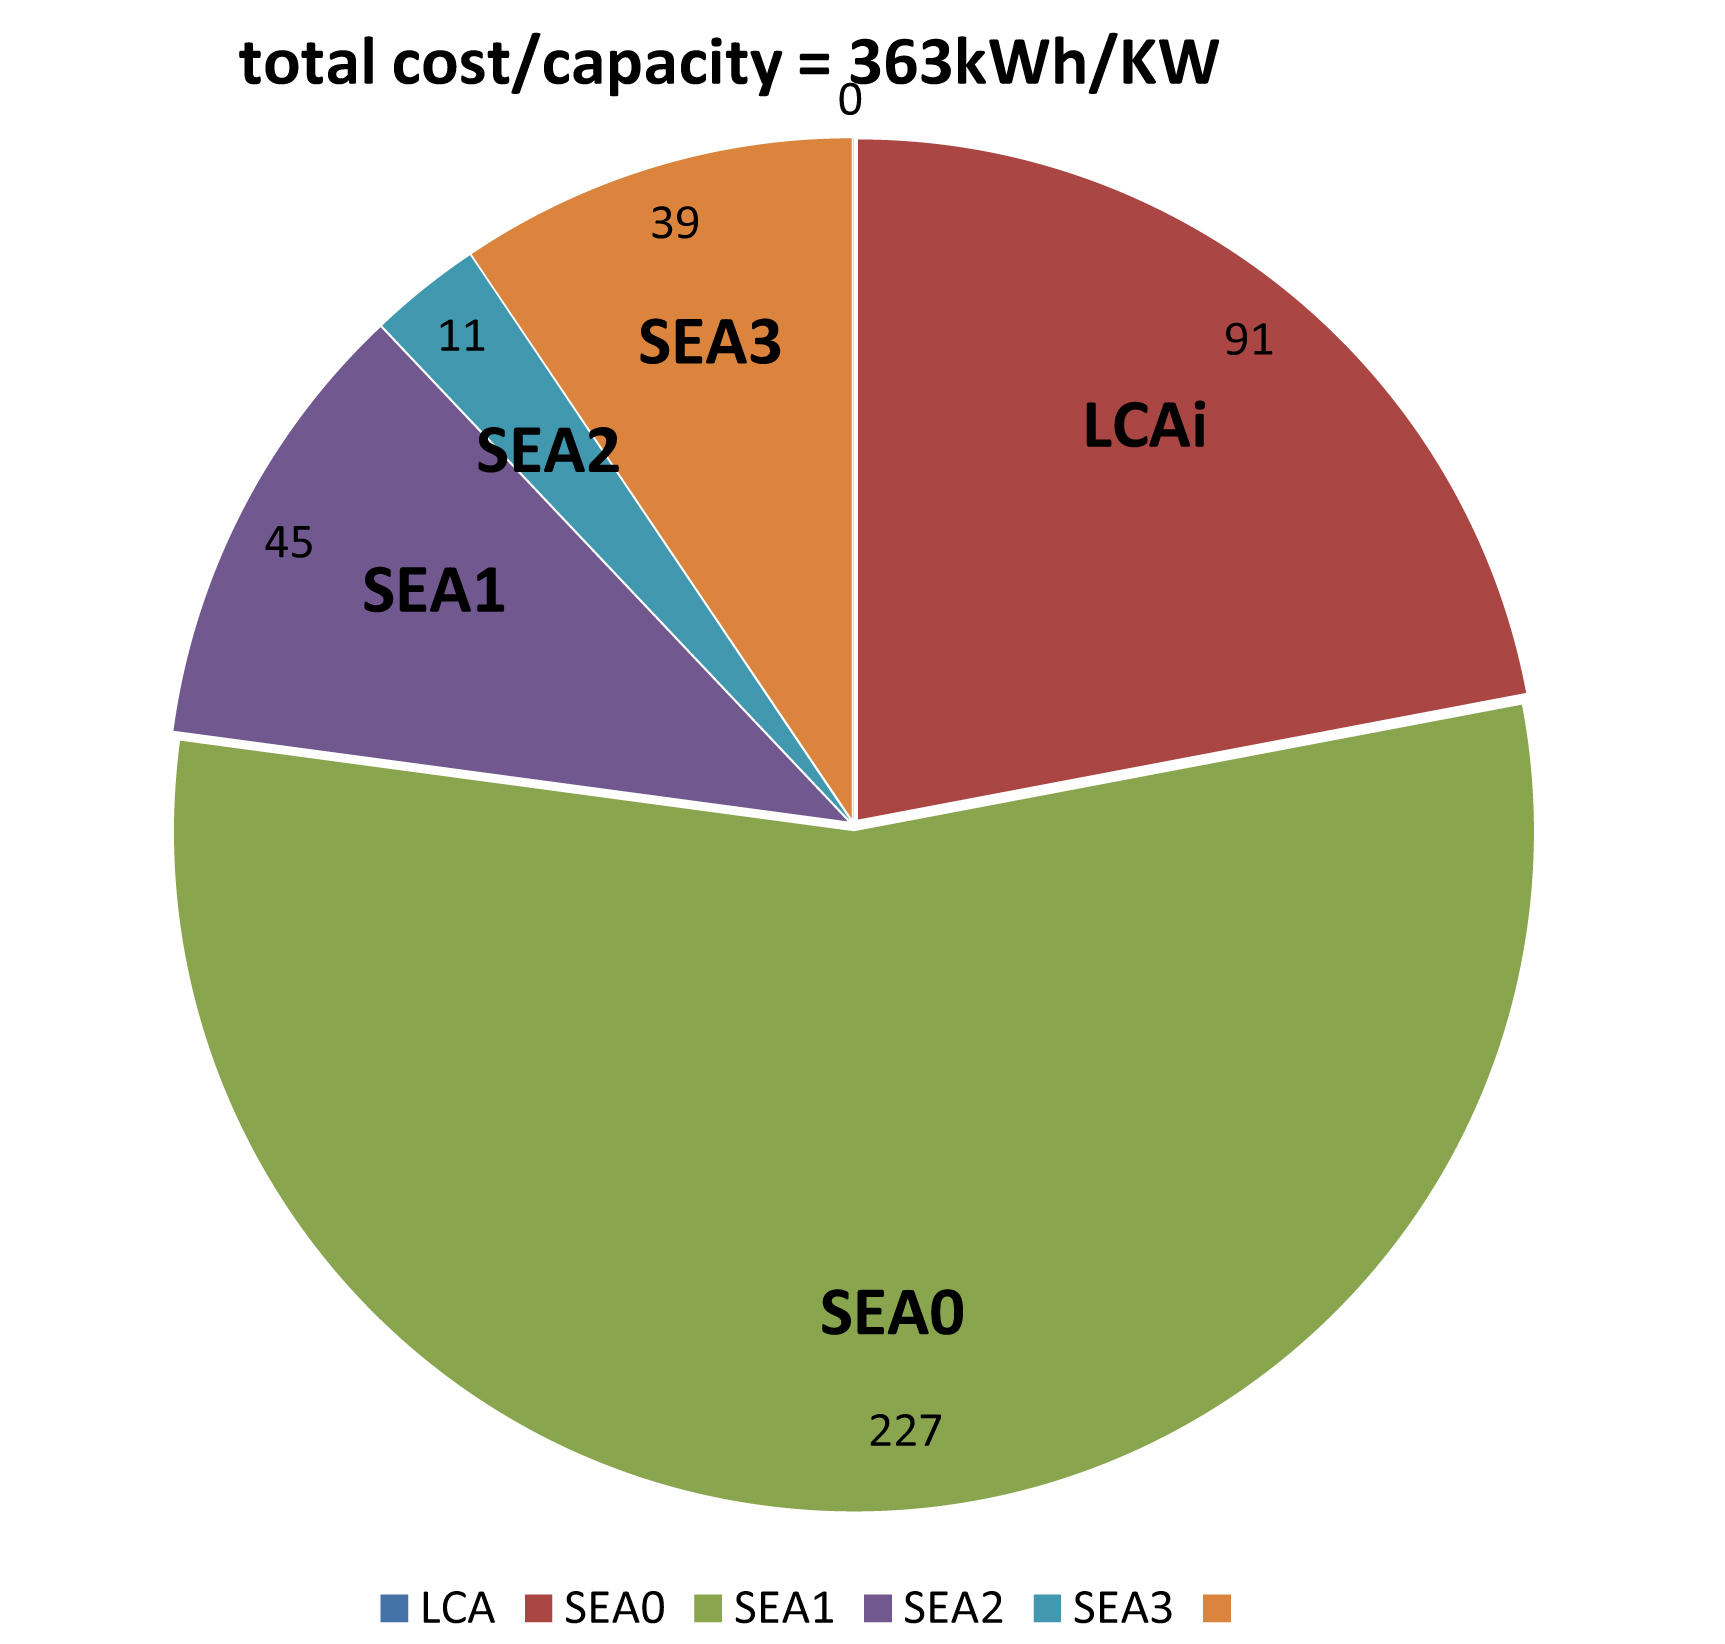 total cost/capacity = 363kWh/KW
0
39
91
11
SEA3
LCAi
SEA2
45
SEA1
SEA0
227
LCA SEA0 SEA1 SEA2 SEA3